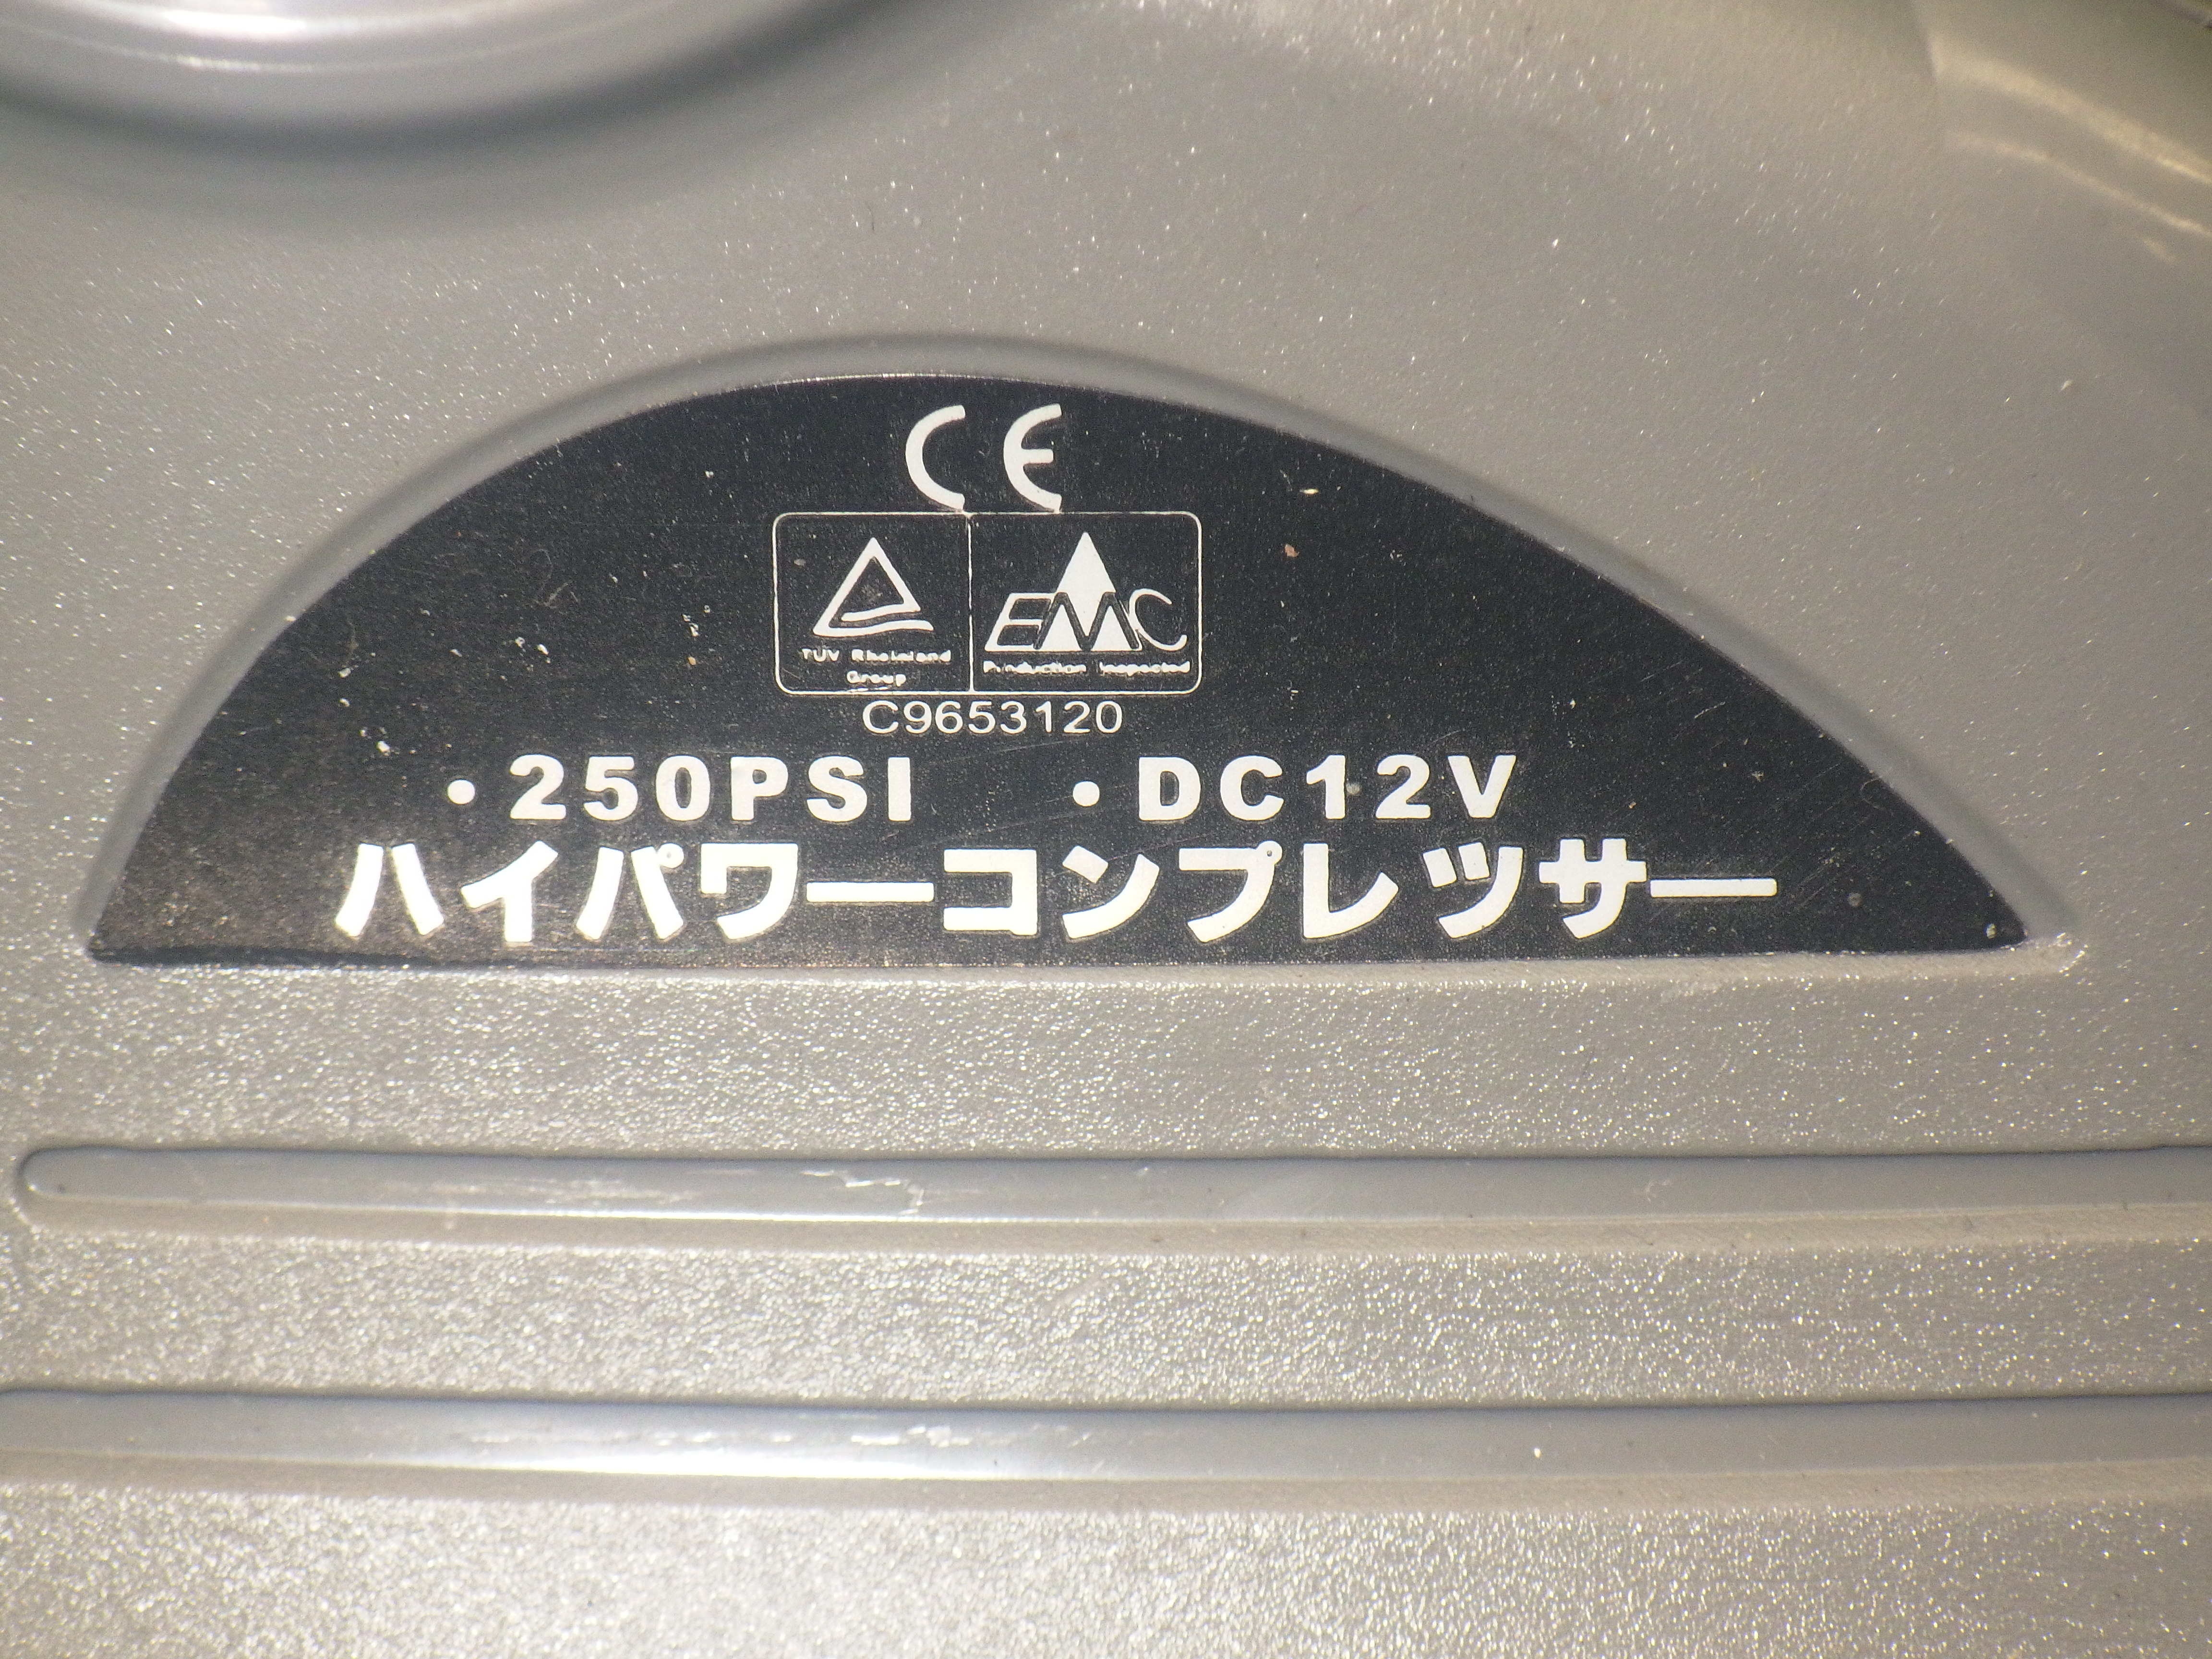 CE
TÜV Rheinland
Group
EMC
Production Inspected
C9653120
・250PSI ・DC12V
ハイパワーコンプレツサー